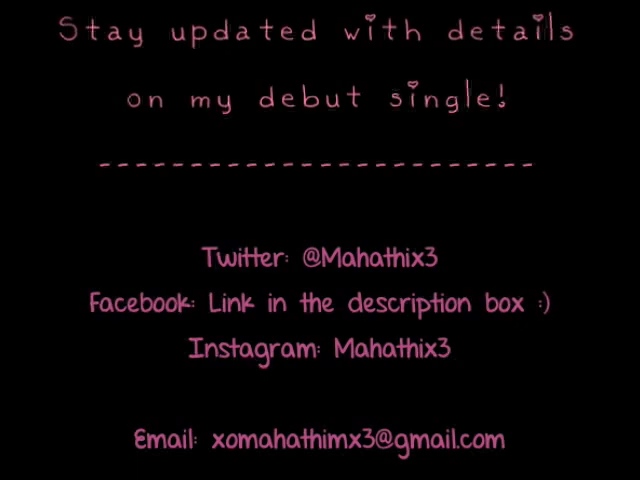 Stay updated with details
on my debut single!
------------------------
Twitter: @Mahathix3
Facebook: Link in the description box :)
Instagram: Mahathix3
Email: xomahathimx3@gmail.com